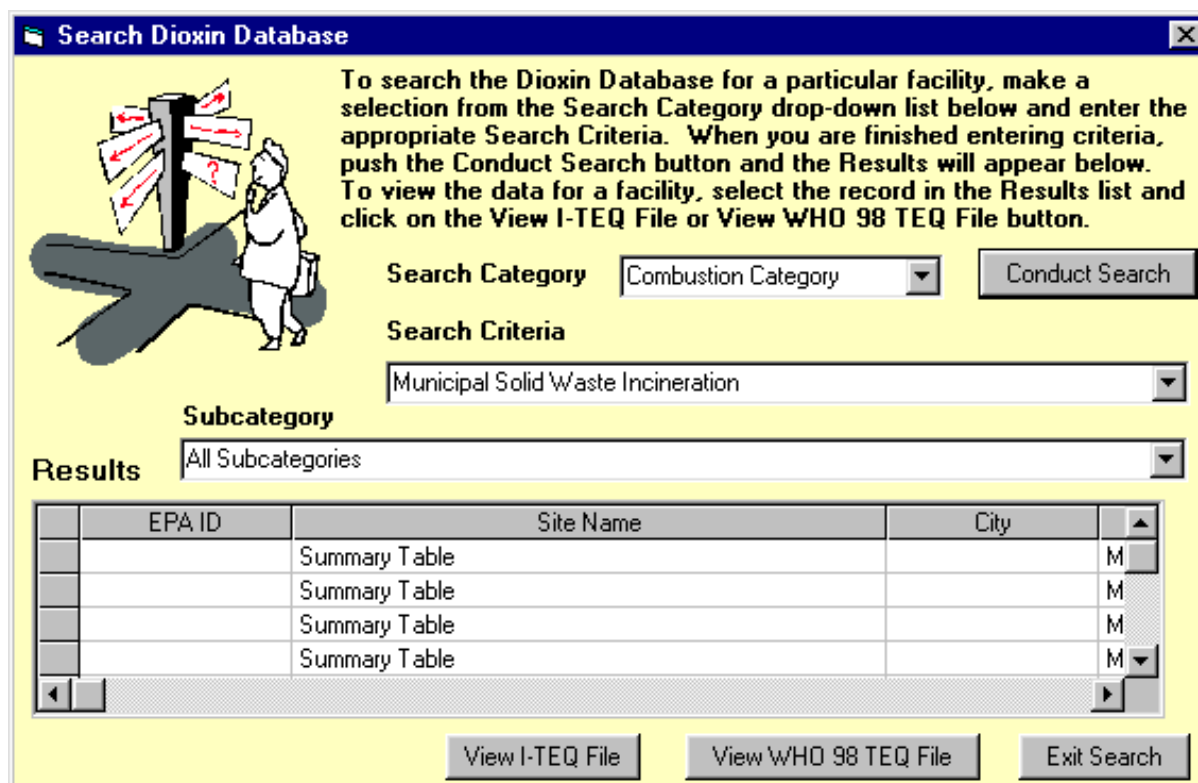 Search Dioxin Database
To search the Dioxin Database for a particular facility, make a
selection from the Search Category drop-down list below and enter the
appropriate Search Criteria. When you are finished entering criteria,
push the Conduct Search button and the Results will appear below.
To view the data for a facility, select the record in the Results list and
click on the View I-TEQ File or View WHO 98 TEQ File button.
?
Search Category Combustion Category Conduct Search
Search Criteria
Municipal Solid Waste Incineration
Subcategory
All Subcategories
Results
EPA ID Site Name City
Summary Table M
Summary Table M
Summary Table M
Summary Table M
View I-TEQ File View WHO 98 TEQ File Exit Search